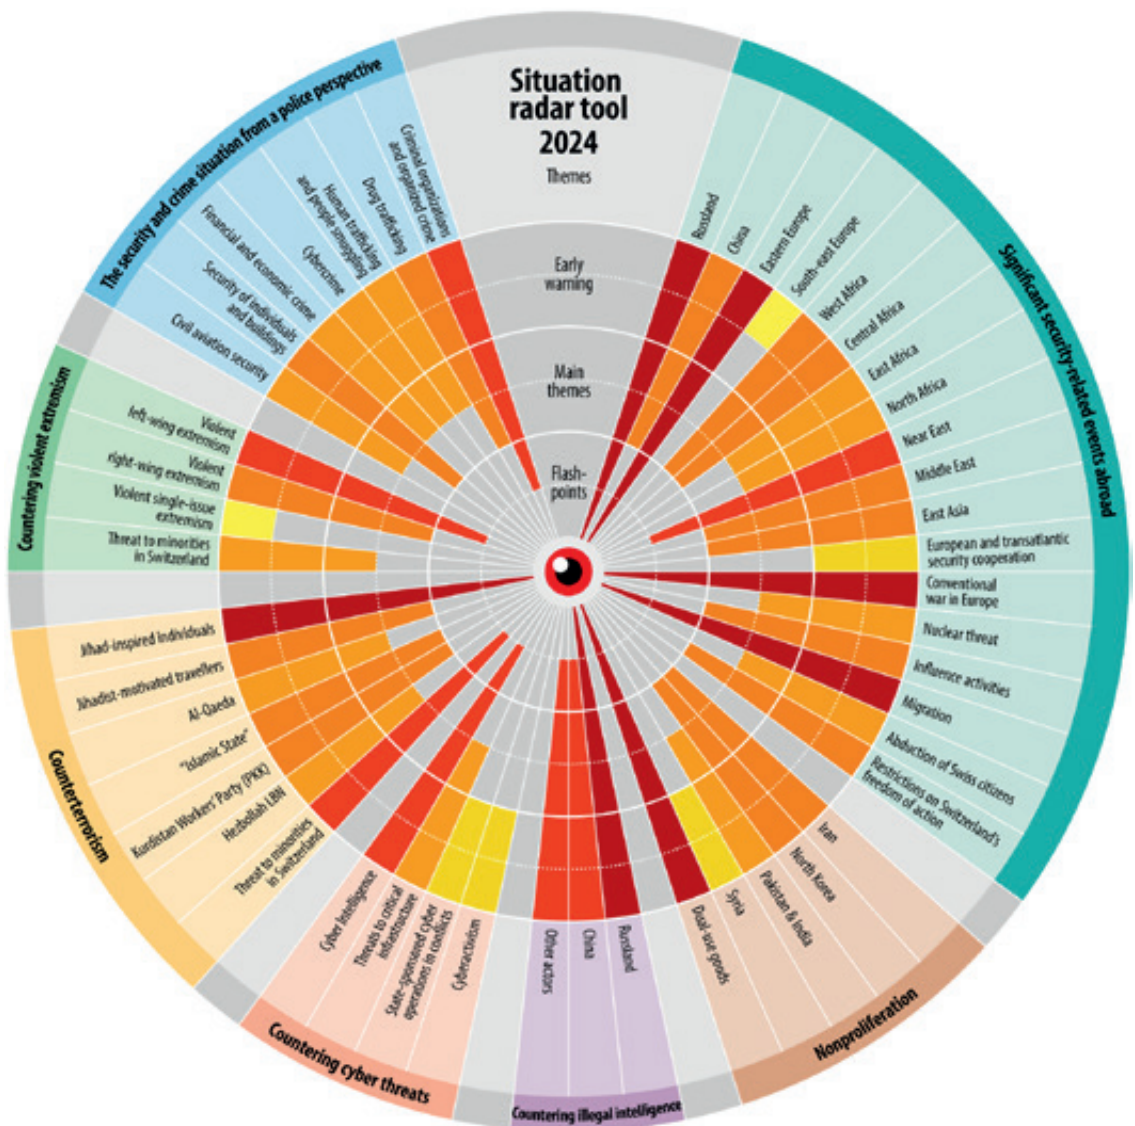 Situation
radar tool
2024
Themes
Early
warning
Main
themes
Flash-
points
Significant security-related events abroad
Russland
China
Eastern Europe
South-east Europe
West Africa
Central Africa
East Africa
North Africa
Near East
Middle East
East Asia
European and transatlantic
security cooperation
Conventional
war in Europe
Nuclear threat
Influence activities
Migration
Abduction of Swiss citizens
Restrictions on Switzerland's
freedom of action
Nonproliferation
Iran
North Korea
Pakistan & India
Syria
Dual-use goods
Countering illegal intelligence
Russland
China
Other actors
Countering cyber threats
Cyberactivism
State-sponsored cyber
operations in conflicts
Threats to critical
infrastructure
Cyber Intelligence
Counterterrorism
Threat to minorities
in Switzerland
Hezbollah LBN
Kurdistan Workers' Party (PKK)
"Islamic State"
Al-Qaeda
Jihadist-motivated travellers
Jihad-inspired Individuals
Countering violent extremism
Threat to minorities
in Switzerland
Violent single-issue
extremism
Violent
right-wing extremism
Violent
left-wing extremism
The security and crime situation from a police perspective
Civil aviation security
Security of individuals
and buildings
Financial and economic crime
Cybercrime
Human trafficking
and people smuggling
Drug trafficking
Criminal organizations
and organized crime